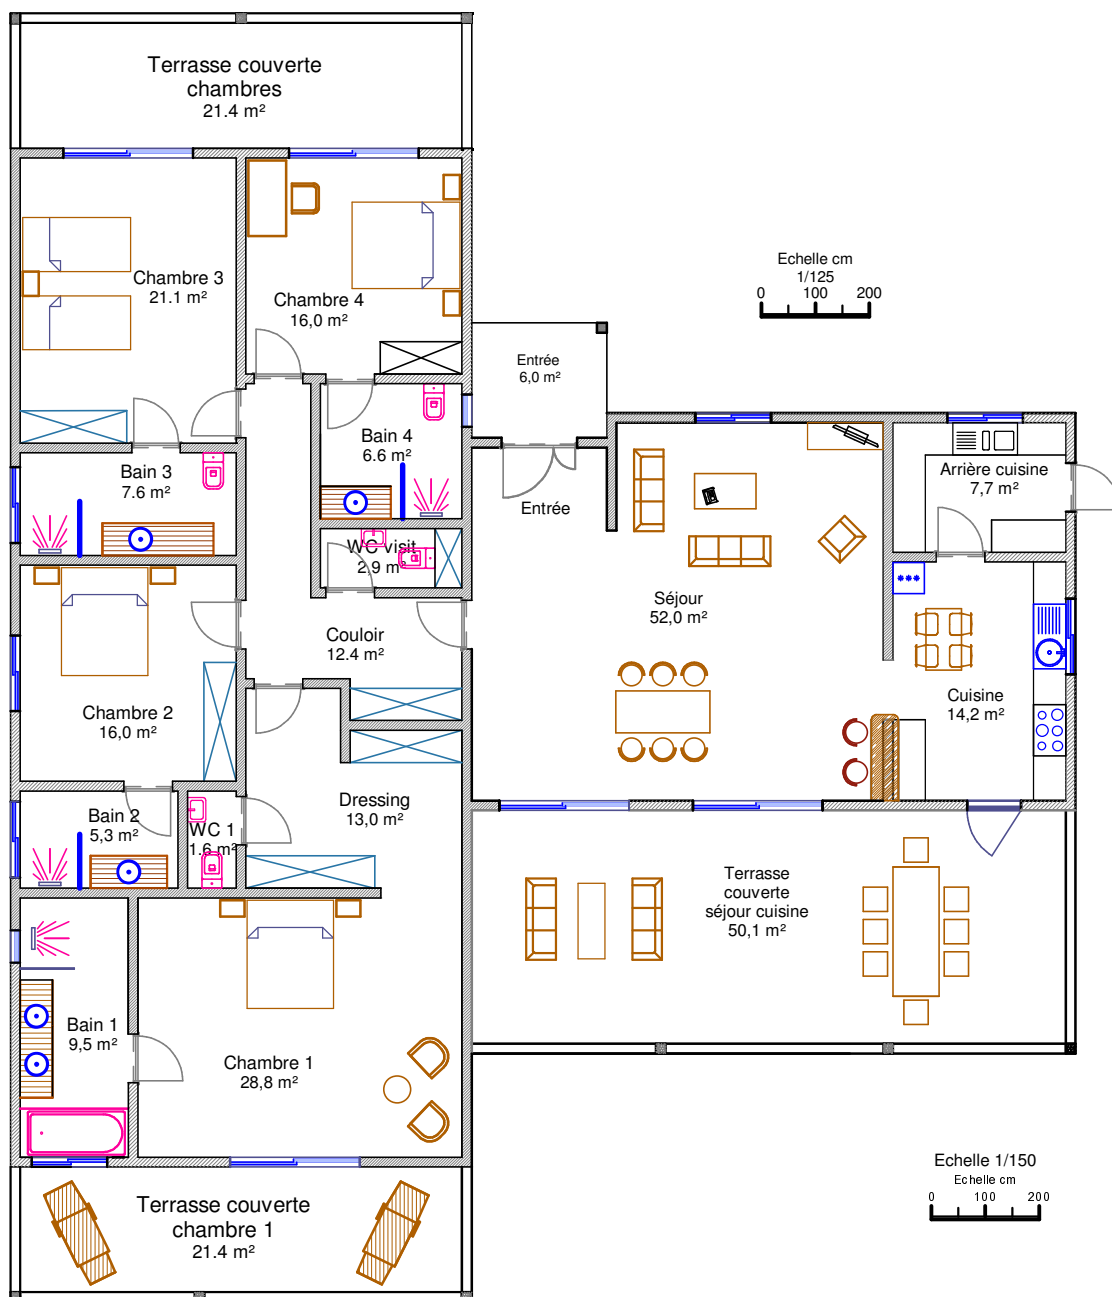 Terrasse couverte
chambres
21.4 m²
Chambre 3
21.1 m²
Chambre 4
16,0 m²
Echelle cm
1/125
0 100 200
Entrée
6,0 m²
Bain 3
7.6 m²
Bain 4
6.6 m²
Entrée
Arrière cuisine
7,7 m²
WC visit
2.9 m²
Séjour
52,0 m²
Couloir
12.4 m²
Cuisine
14,2 m²
Chambre 2
16,0 m²
Bain 2
5,3 m²
WC 1
1.6 m²
Dressing
13,0 m²
Terrasse
couverte
séjour cuisine
50,1 m²
Bain 1
9,5 m²
Chambre 1
28,8 m²
Terrasse couverte
chambre 1
21.4 m²
Echelle 1/150
Echelle cm
0 100 200